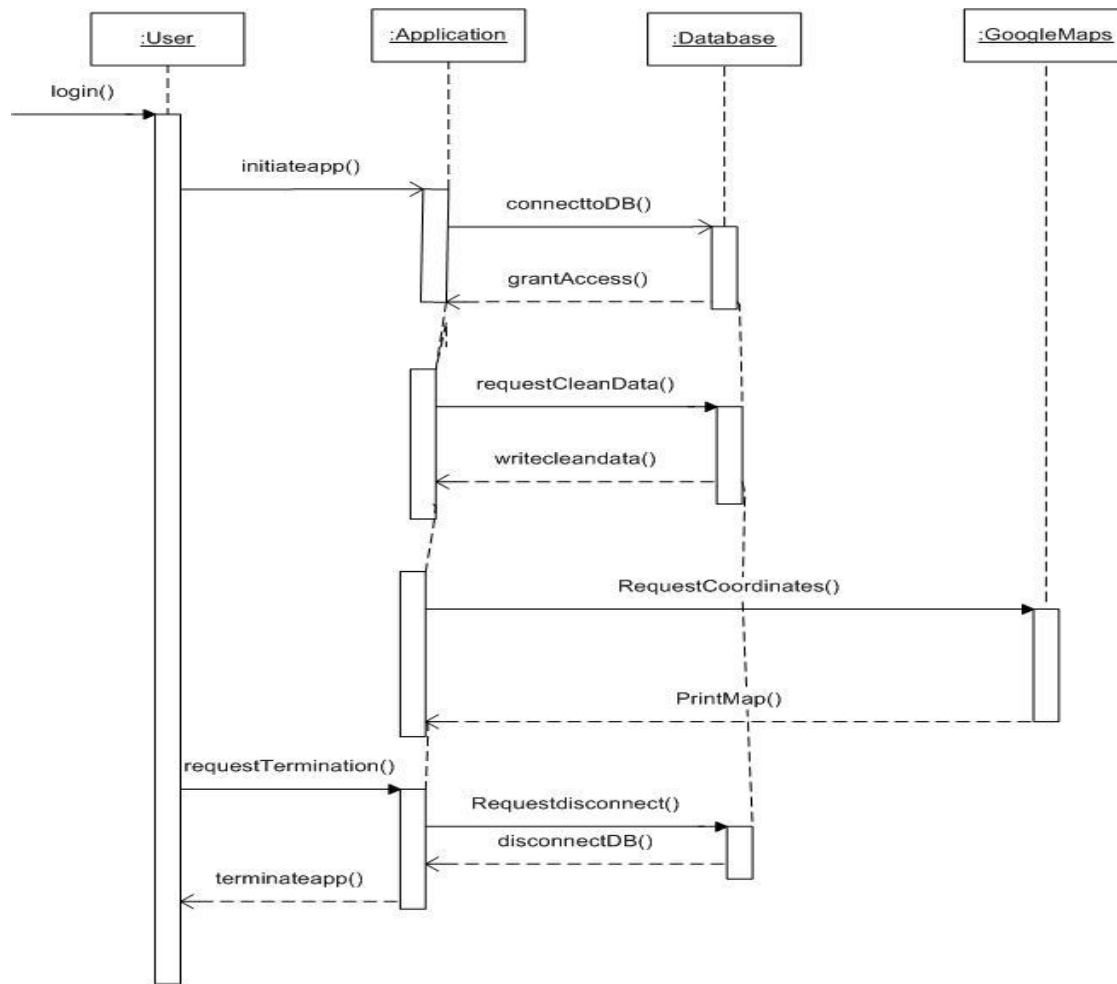 :User
:Application
:Database
:GoogleMaps
login()
initiateapp()
connecttoDB()
grantAccess()
requestCleanData()
writecleandata()
RequestCoordinates()
PrintMap()
requestTermination()
Requestdisconnect()
disconnectDB()
terminateapp()